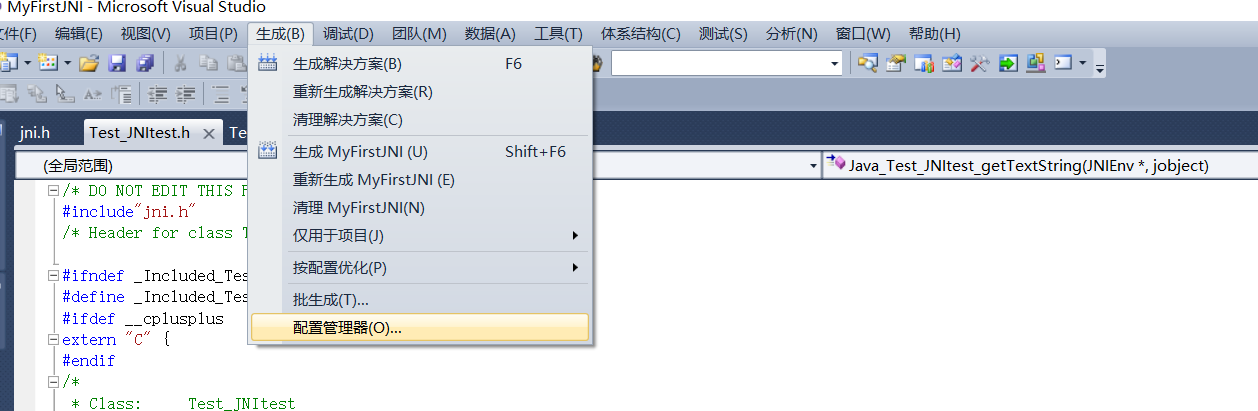 MyFirstJNI - Microsoft Visual Studio
文件(F) 编辑(E) 视图(V) 项目(P) 生成(B) 调试(D) 团队(M) 数据(A) 工具(T) 体系结构(C) 测试(S) 分析(N) 窗口(W) 帮助(H)
生成解决方案(B) F6
重新生成解决方案(R)
清理解决方案(C)
生成 MyFirstJNI (U) Shift+F6
重新生成 MyFirstJNI (E)
清理 MyFirstJNI(N)
仅用于项目(J)
按配置优化(P)
批生成(T)...
配置管理器(O)...
jni.h Test_JNItest.h Te
(全局范围) Java_Test_JNItest_getTextString(JNIEnv *, jobject)
/* DO NOT EDIT THIS F
#include"jni.h"
/* Header for class T
#ifndef _Included_Tes
#define _Included_Tes
#ifdef __cplusplus
extern "C" {
#endif
/*
* Class: Test_JNItest